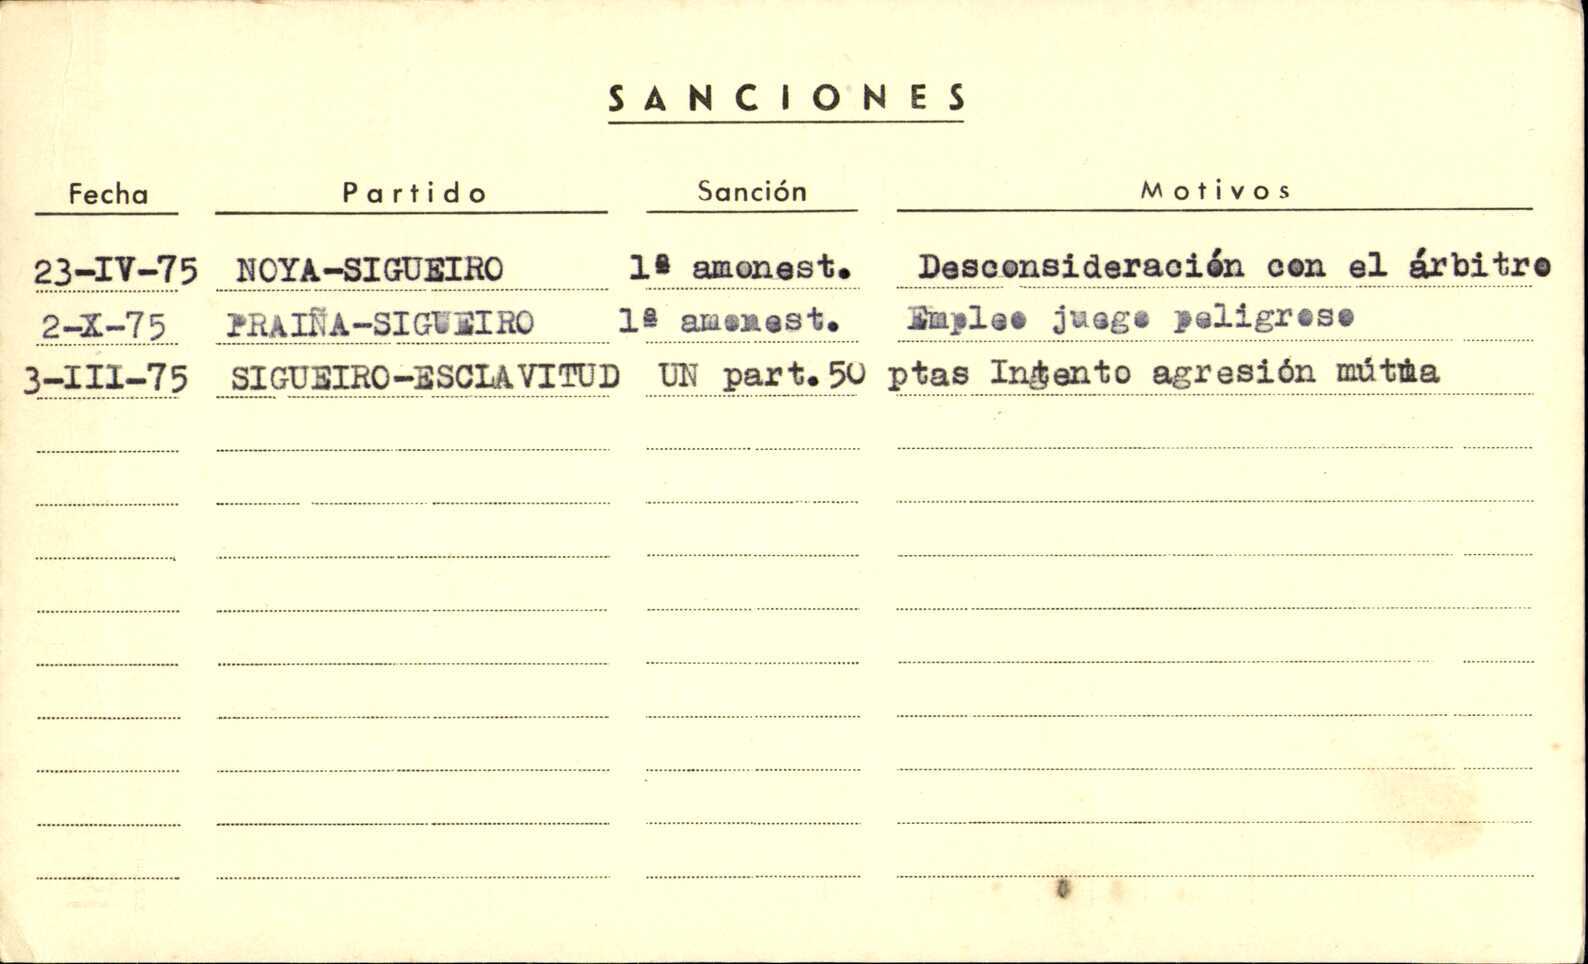 SANCIONES
Fecha Partido Sanción Motivos
23-IV-75 NOYA-SIGUEIRO 1ª amonest. Desconsideración con el árbitro
2-X-75 PRAIÑA-SIGUEIRO 1ª amonest. Empleo juego peligroso
3-III-75 SIGUEIRO-ESCLAVITUD UN part. 50 ptas Intento agresión mútua